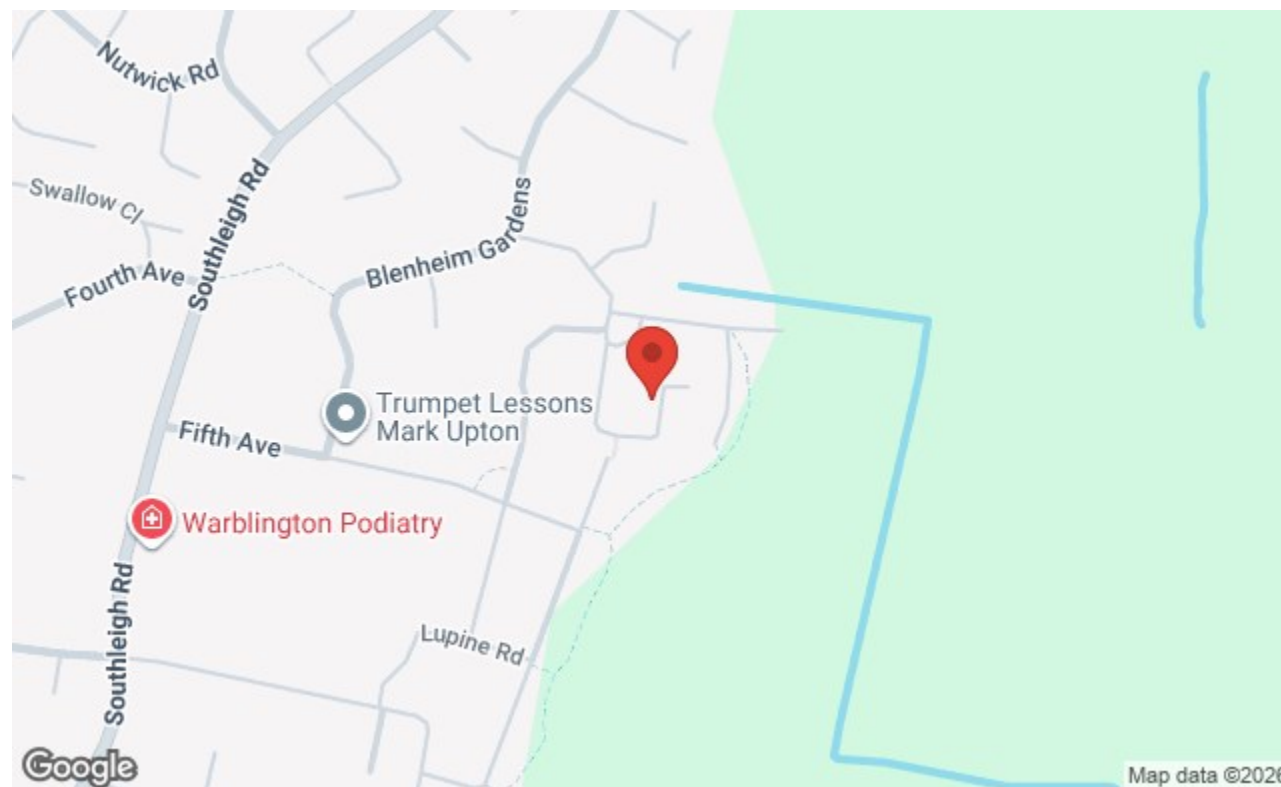 Nutwick Rd
Swallow Cl
Southleigh Rd
Blenheim Gardens
Fourth Ave
Trumpet Lessons
Mark Upton
Fifth Ave
Warblington Podiatry
Southleigh Rd
Lupine Rd
Google
Map data ©2026